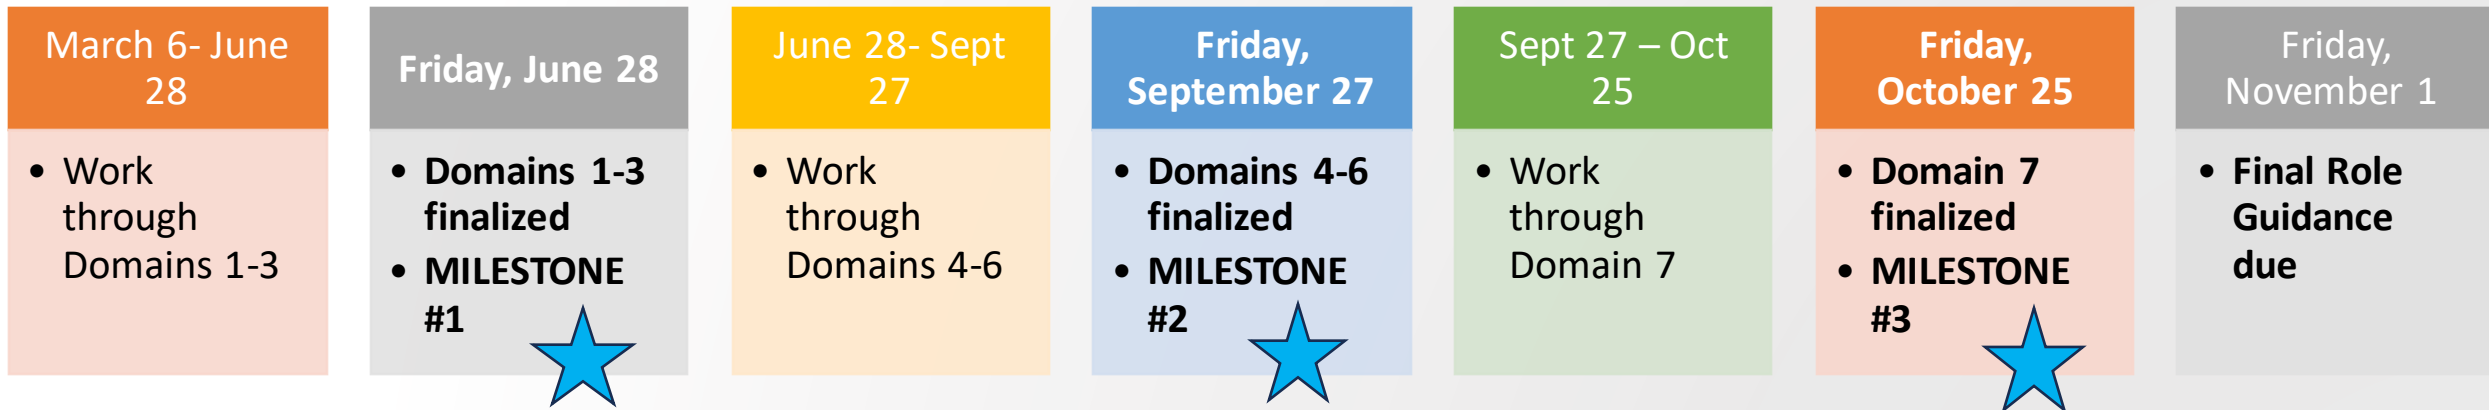 March 6- June
28
• Work
through
Domains 1-3
Friday, June 28
• Domains 1-3
finalized
• MILESTONE
#1
June 28- Sept
27
• Work
through
Domains 4-6
Friday,
September 27
• Domains 4-6
finalized
• MILESTONE
#2
Sept 27 – Oct
25
• Work
through
Domain 7
Friday,
October 25
• Domain 7
finalized
• MILESTONE
#3
Friday,
November 1
• Final Role
Guidance
due